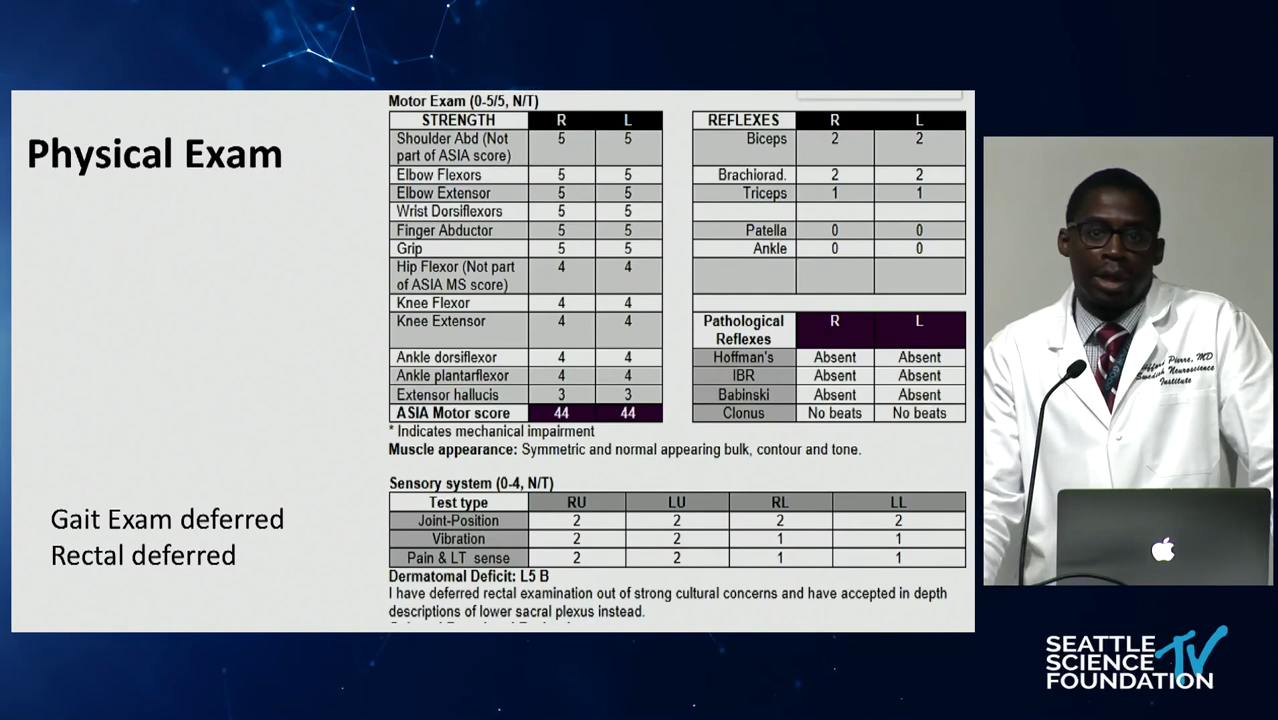 Physical Exam
Gait Exam deferred
Rectal deferred
Motor Exam (0-5/5, N/T)
STRENGTH R L
Shoulder Abd (Not part of ASIA score) 5 5
Elbow Flexors 5 5
Elbow Extensor 5 5
Wrist Dorsiflexors 5 5
Finger Abductor 5 5
Grip 5 5
Hip Flexor (Not part of ASIA MS score) 4 4
Knee Flexor 4 4
Knee Extensor 4 4
Ankle dorsiflexor 4 4
Ankle plantarflexor 4 4
Extensor hallucis 3 3
ASIA Motor score 44 44
* Indicates mechanical impairment
REFLEXES R L
Biceps 2 2
Brachiorad. 2 2
Triceps 1 1
Patella 0 0
Ankle 0 0
Pathological Reflexes R L
Hoffman's Absent Absent
IBR Absent Absent
Babinski Absent Absent
Clonus No beats No beats
Muscle appearance: Symmetric and normal appearing bulk, contour and tone.
Sensory system (0-4, N/T)
Test type RU LU RL LL
Joint-Position 2 2 2 2
Vibration 2 2 1 1
Pain & LT sense 2 2 1 1
Dermatomal Deficit: L5 B
I have deferred rectal examination out of strong cultural concerns and have accepted in depth
descriptions of lower sacral plexus instead.
Pierre, MD
Swedish Neuroscience
Institute
SEATTLE
SCIENCE TV
FOUNDATION